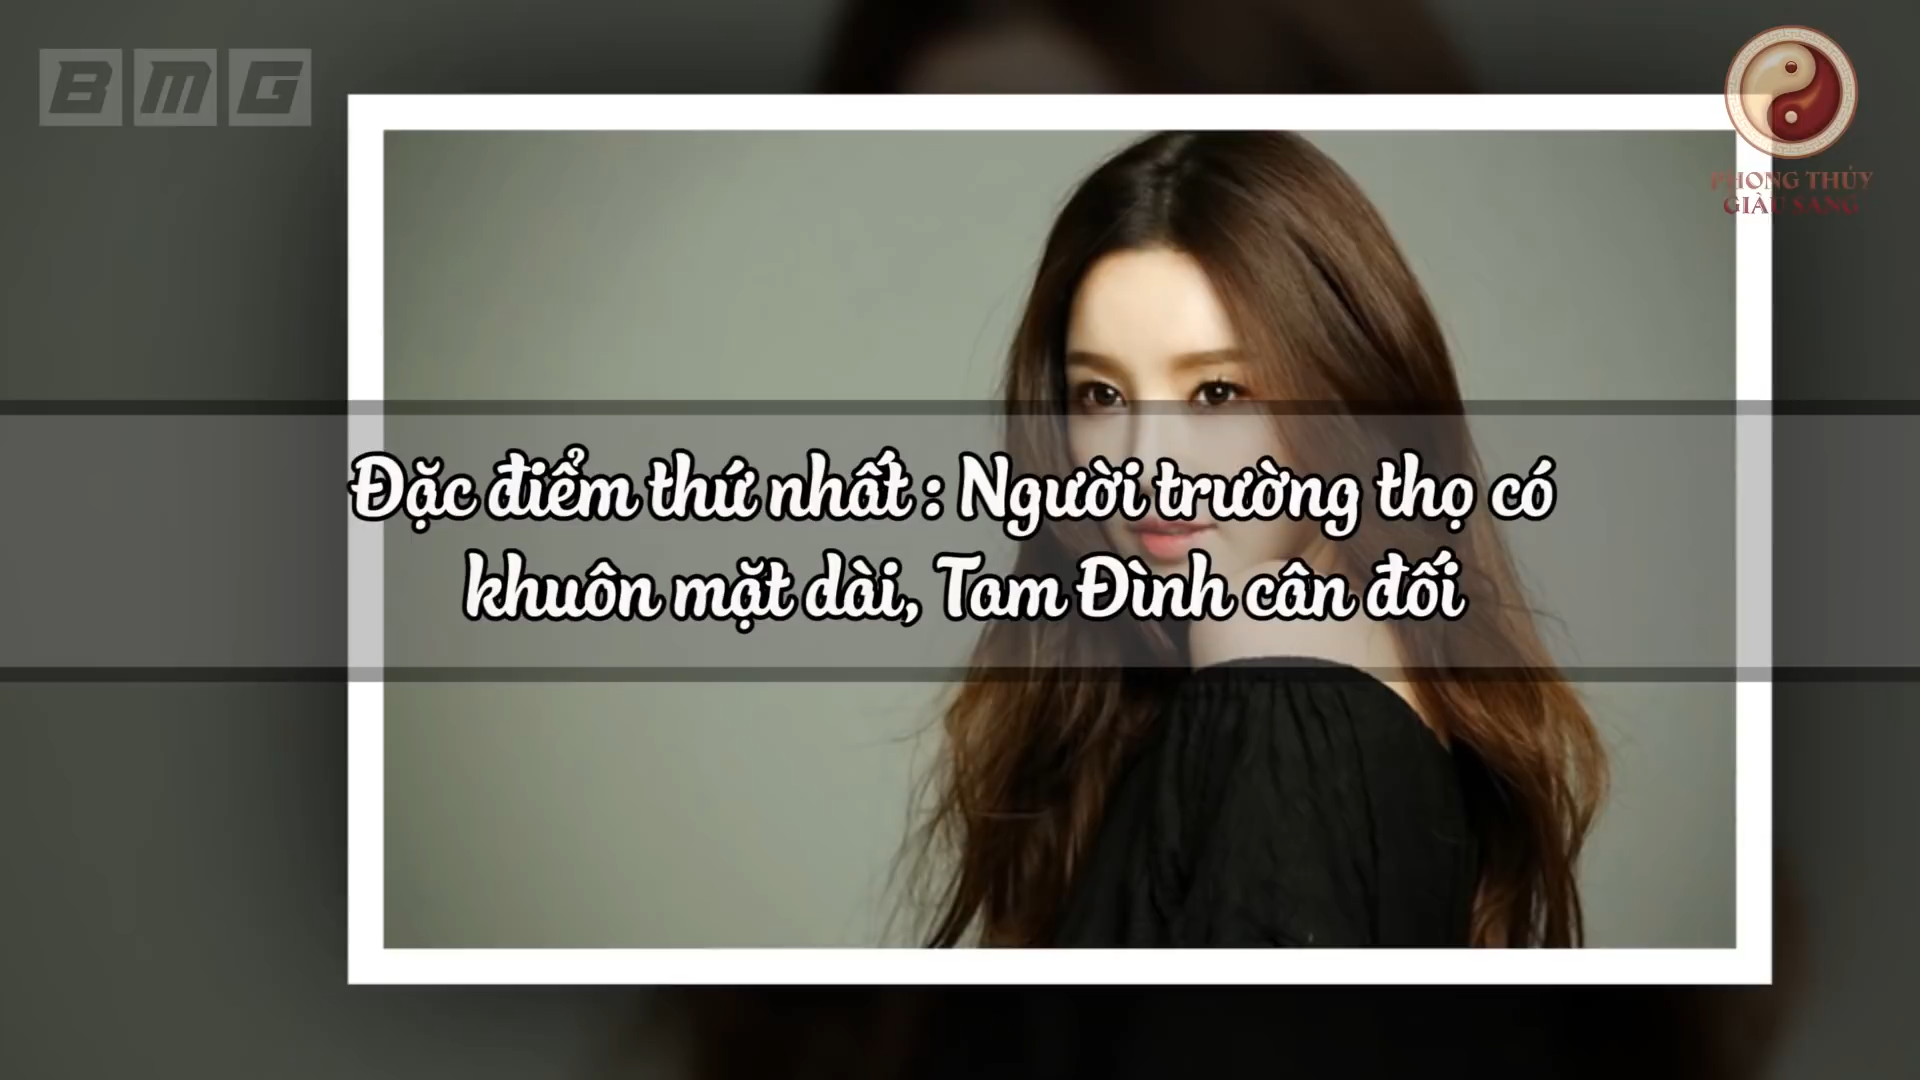 BMG
PHONG THỦY
GIÀU SANG
Đặc điểm thứ nhất : Người trường thọ có
khuôn mặt dài, Tam Đình cân đối